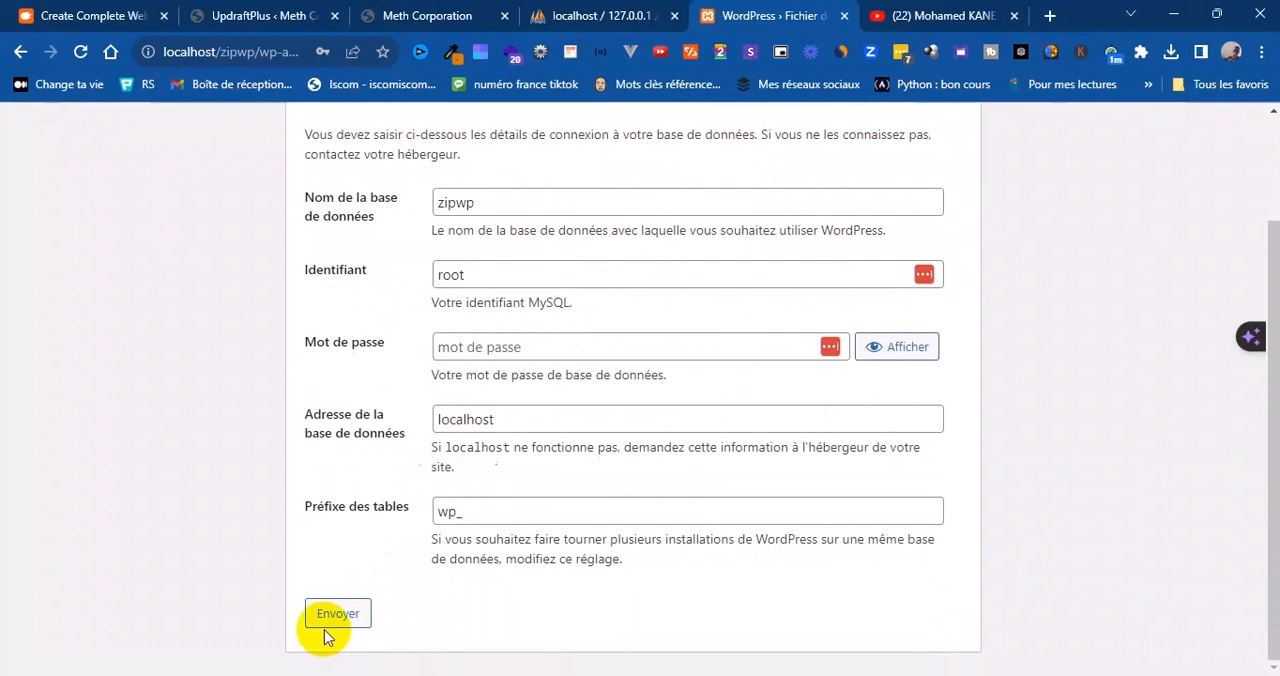 Create Complete Web
UpdraftPlus ‹ Meth C
Meth Corporation
localhost / 127.0.0.1 /
WordPress › Fichier d
(22) Mohamed KANE
localhost/zipwp/wp-a...
20
2
S
Z
7
K
1m
Change ta vie
RS
Boîte de réception...
Iscom - iscomiscom...
numéro france tiktok
Mots clés référence...
Mes réseaux sociaux
Python : bon cours
Pour mes lectures
»
Tous les favoris
Vous devez saisir ci-dessous les détails de connexion à votre base de données. Si vous ne les connaissez pas,
contactez votre hébergeur.
Nom de la base
de données
zipwp
Le nom de la base de données avec laquelle vous souhaitez utiliser WordPress.
Identifiant
root
Votre identifiant MySQL.
Mot de passe
mot de passe
Afficher
Votre mot de passe de base de données.
Adresse de la
base de données
localhost
Si localhost ne fonctionne pas, demandez cette information à l'hébergeur de votre
site.
Préfixe des tables
wp_
Si vous souhaitez faire tourner plusieurs installations de WordPress sur une même base
de données, modifiez ce réglage.
Envoyer